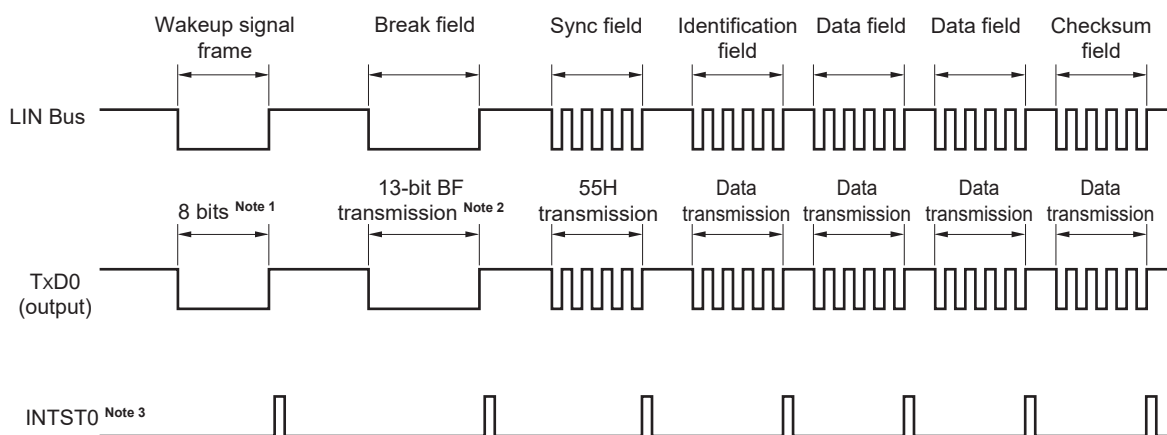 Wakeup signal frame
Break field
Sync field
Identification field
Data field
Data field
Checksum field
LIN Bus
8 bits Note 1
13-bit BF transmission Note 2
55H transmission
Data transmission
Data transmission
Data transmission
Data transmission
TxD0 (output)
INTST0 Note 3